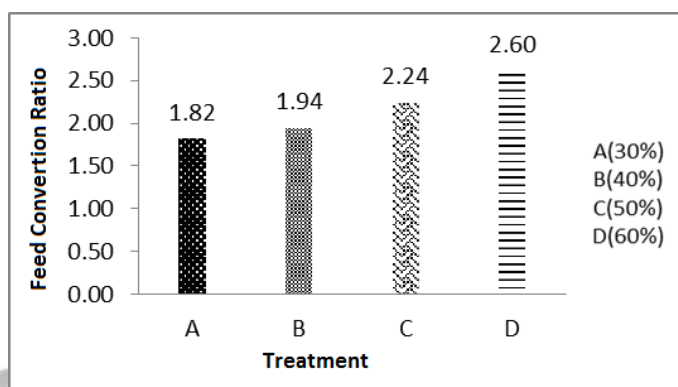 3.00
2.50
2.00
1.50
1.00
0.50
0.00
Feed Convertion Ratio
1.82
1.94
2.24
2.60
A
B
C
D
Treatment
A(30%)
B(40%)
C(50%)
D(60%)